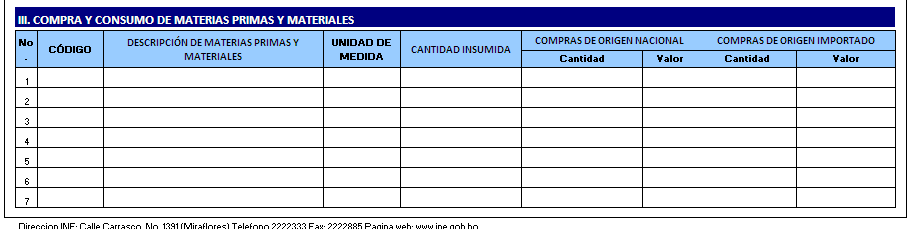 III. COMPRA Y CONSUMO DE MATERIAS PRIMAS Y MATERIALES
No. CÓDIGO DESCRIPCIÓN DE MATERIAS PRIMAS Y MATERIALES UNIDAD DE MEDIDA CANTIDAD INSUMIDA COMPRAS DE ORIGEN NACIONAL COMPRAS DE ORIGEN IMPORTADO
Cantidad Valor Cantidad Valor
1
2
3
4
5
6
7
Direccion INE: Calle Carrasco, No. 1391 (Miraflores) Telefono 2222333 Fax: 2222885 Pagina web: www.ine.gob.bo